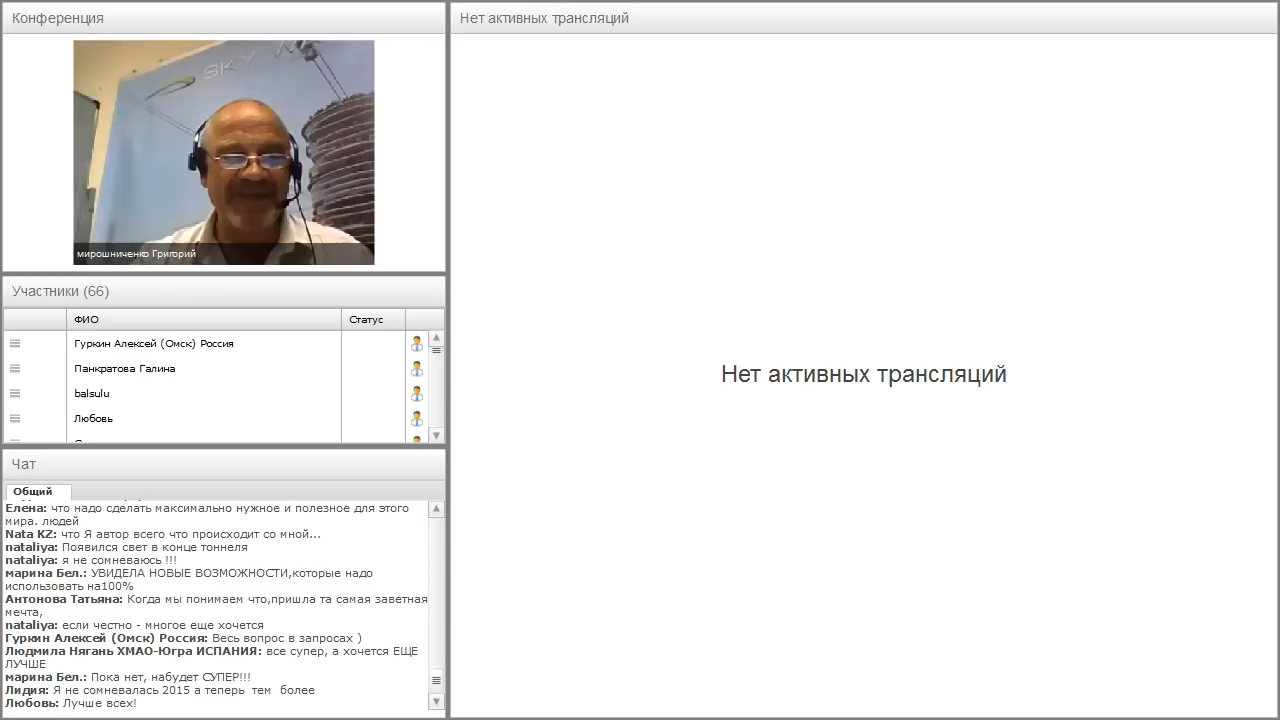 Конференция
SKY
мирошниченко Григорий
Участники (66)
ФИО Статус
Гуркин Алексей (Омск) Россия
Панкратова Галина
balsulu
Любовь
Чат
Общий
Елена: что надо сделать максимально нужное и полезное для этого
мира. людей
Nata KZ: что Я автор всего что происходит со мной...
nataliya: Появился свет в конце тоннеля
nataliya: я не сомневаюсь !!!
марина Бел.: УВИДЕЛА НОВЫЕ ВОЗМОЖНОСТИ,которые надо
использовать на100%
Антонова Татьяна: Когда мы понимаем что,пришла та самая заветная
мечта,
nataliya: если честно - многое еще хочется
Гуркин Алексей (Омск) Россия: Весь вопрос в запросах )
Людмила Нягань ХМАО-Югра ИСПАНИЯ: все супер, а хочется ЕЩЕ
ЛУЧШЕ
марина Бел.: Пока нет, набудет СУПЕР!!!
Лидия: Я не сомневалась 2015 а теперь тем более
Любовь: Лучше всех!
Нет активных трансляций
Нет активных трансляций